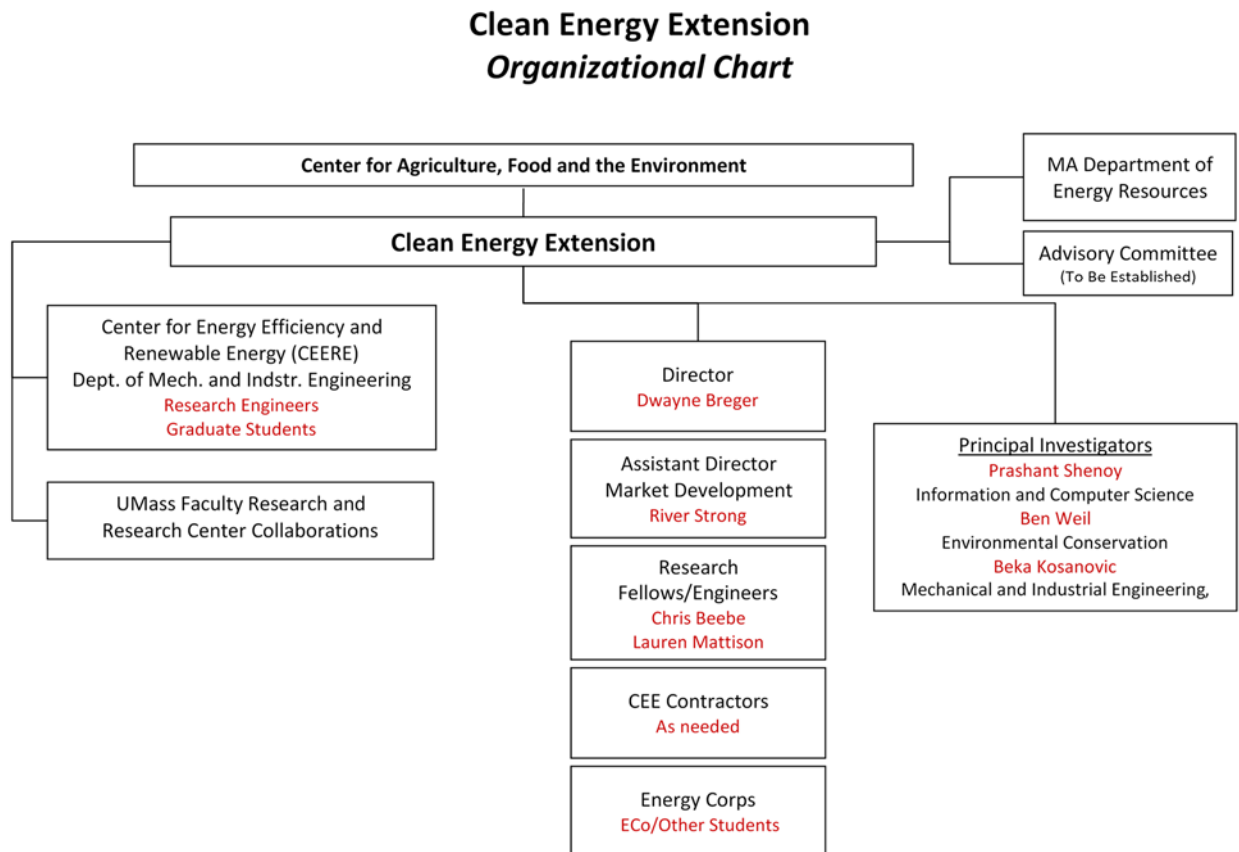 Clean Energy Extension
Organizational Chart
Center for Agriculture, Food and the Environment
MA Department of
Energy Resources
Clean Energy Extension
Advisory Committee
(To Be Established)
Center for Energy Efficiency and
Renewable Energy (CEERE)
Dept. of Mech. and Indstr. Engineering
Research Engineers
Graduate Students
UMass Faculty Research and
Research Center Collaborations
Director
Dwayne Breger
Assistant Director
Market Development
River Strong
Research
Fellows/Engineers
Chris Beebe
Lauren Mattison
CEE Contractors
As needed
Energy Corps
ECo/Other Students
Principal Investigators
Prashant Shenoy
Information and Computer Science
Ben Weil
Environmental Conservation
Beka Kosanovic
Mechanical and Industrial Engineering,